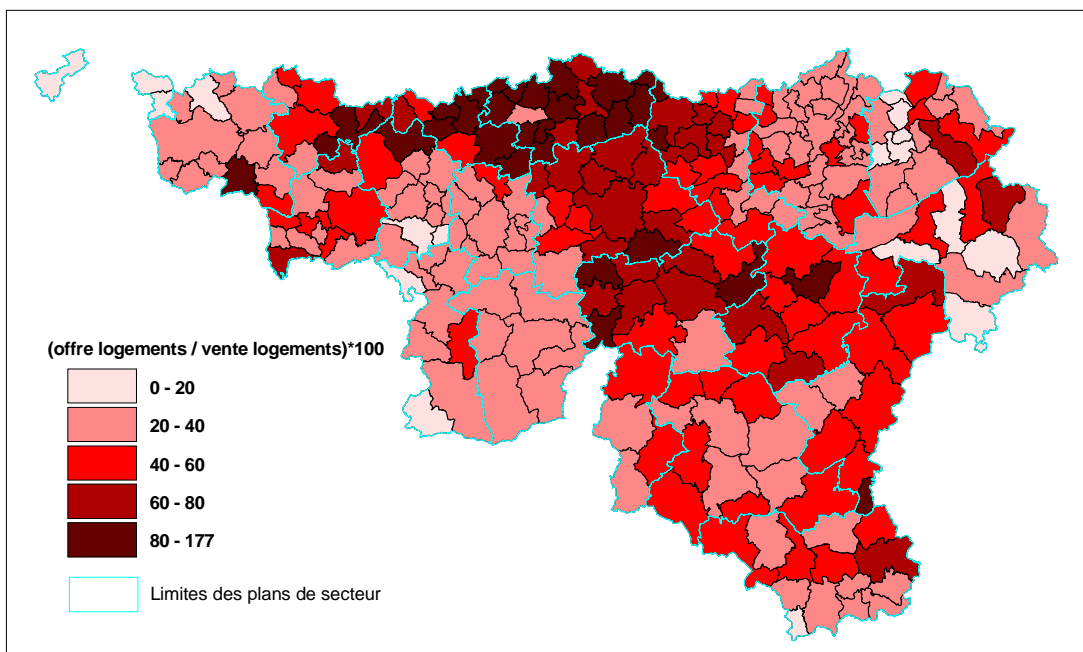 (offre logements / vente logements)*100
0 - 20
20 - 40
40 - 60
60 - 80
80 - 177
Limites des plans de secteur